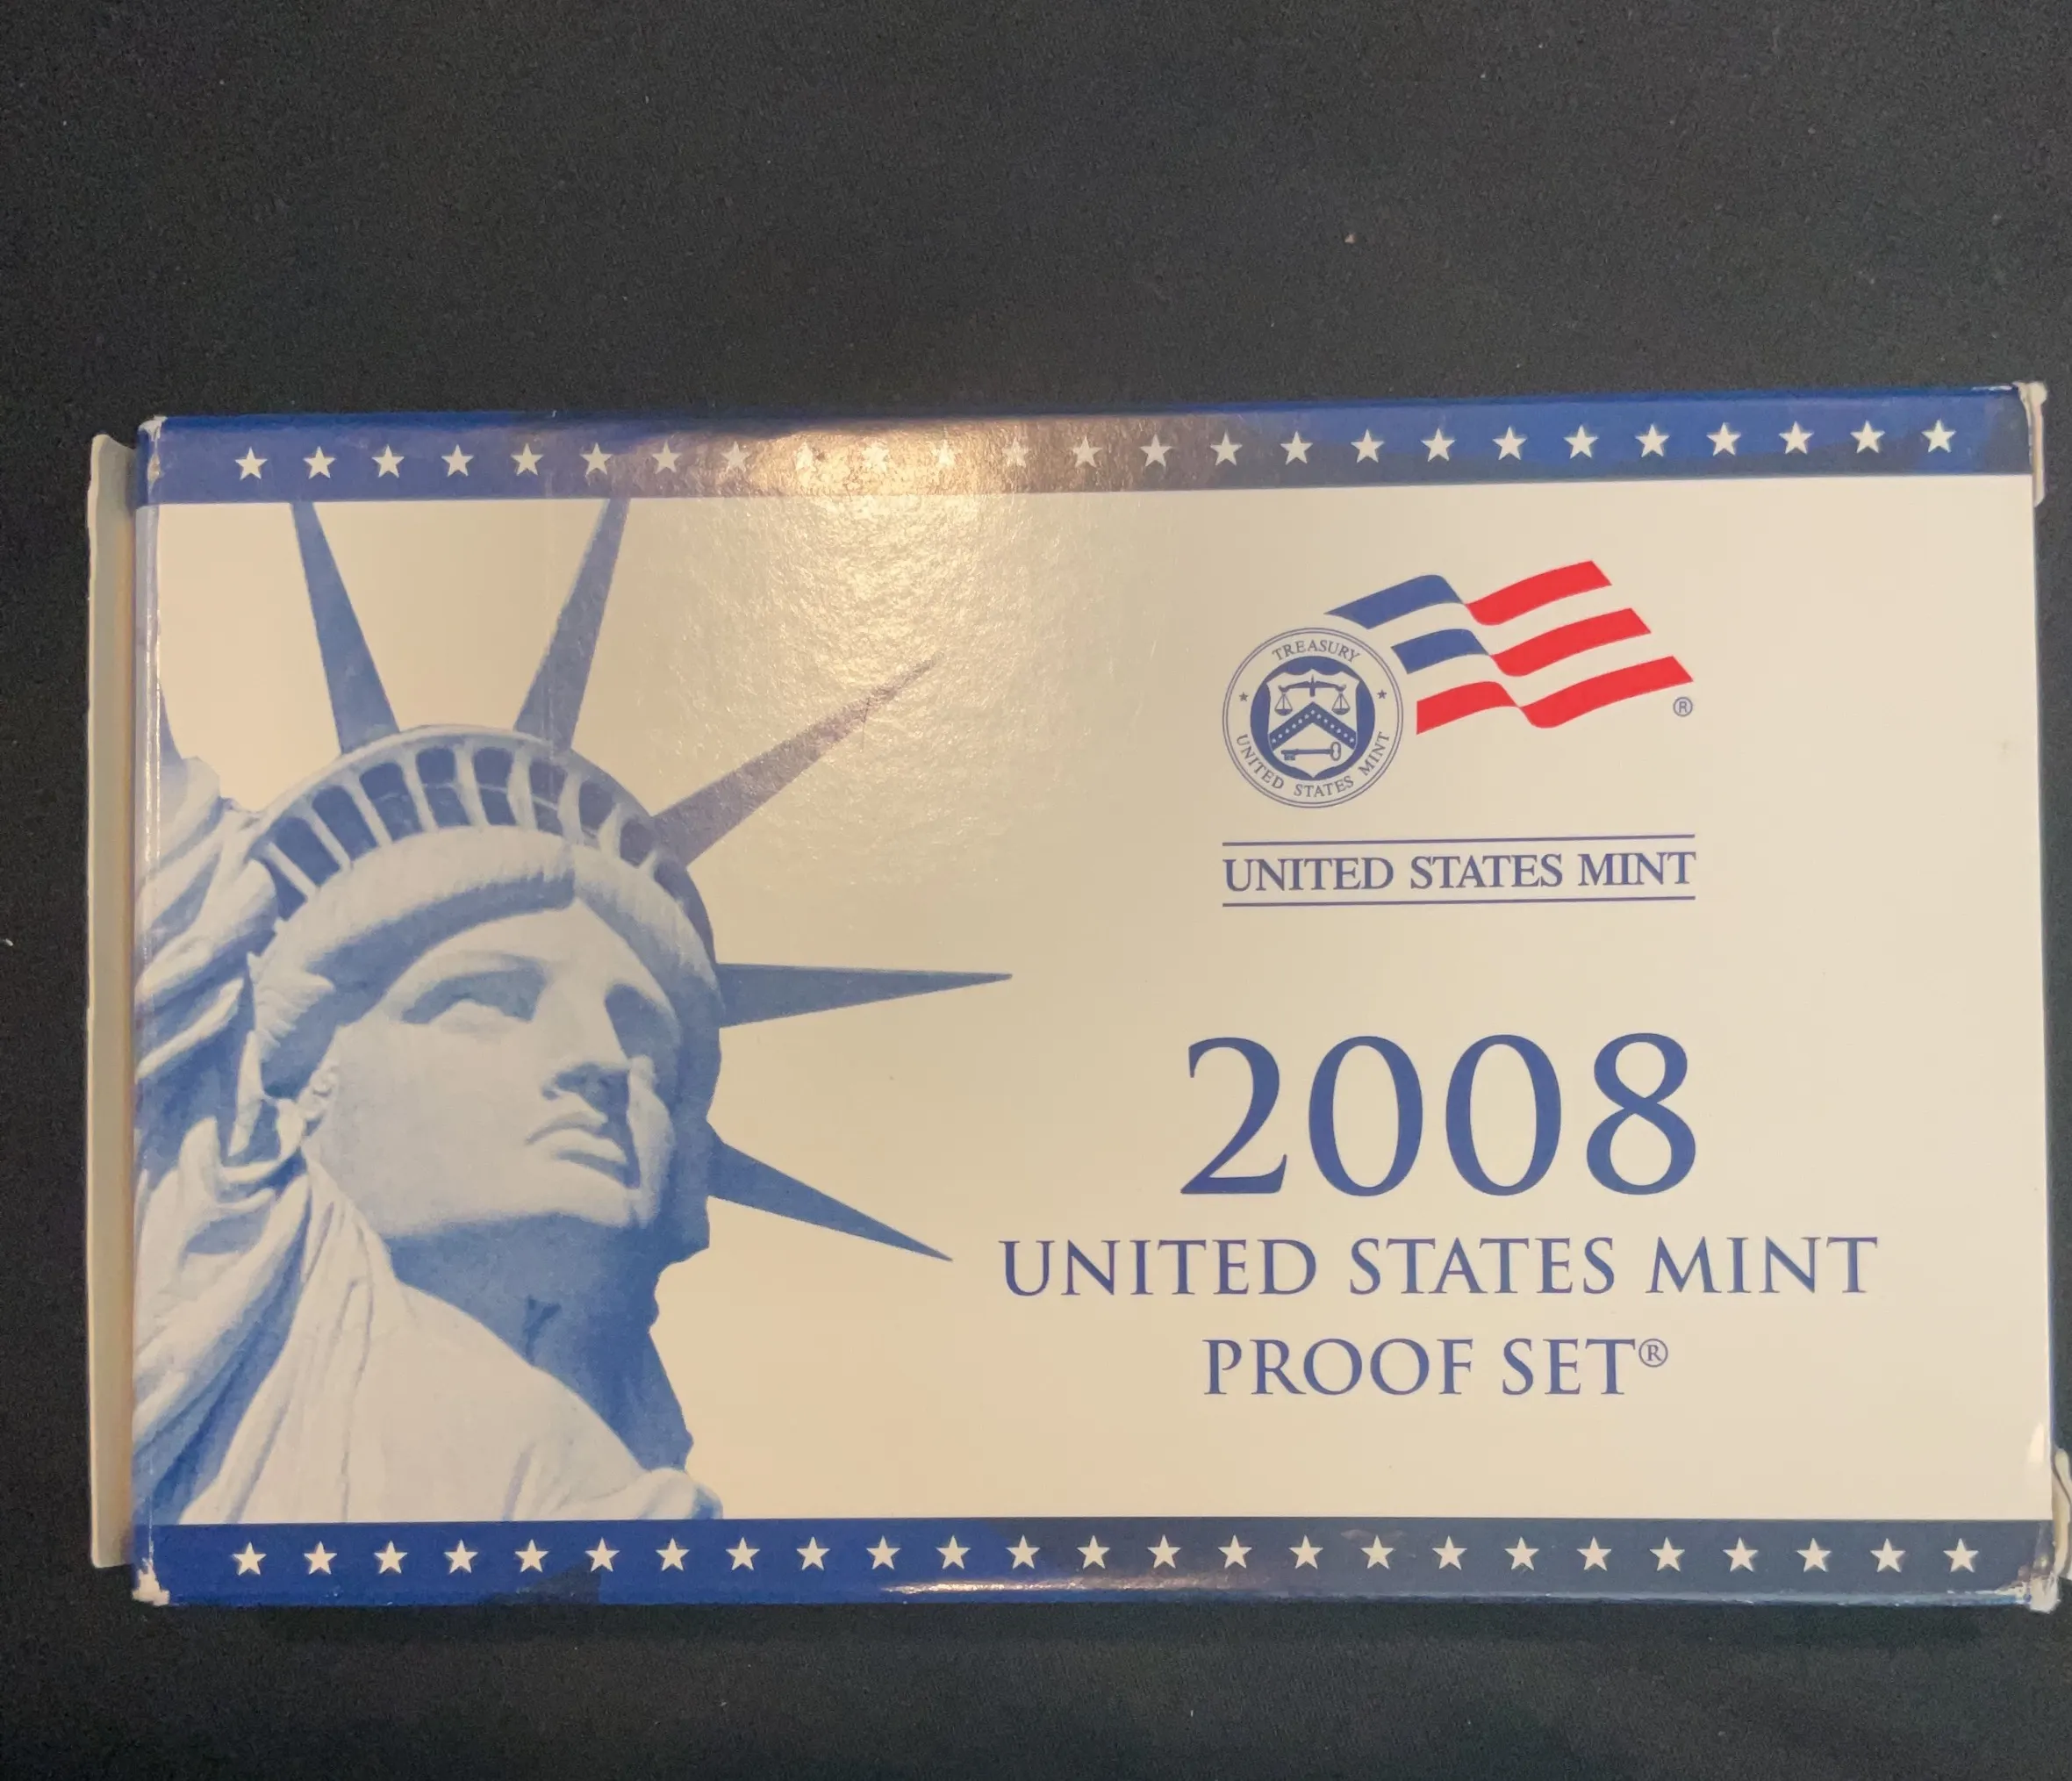 ®
TREASURY
UNITED STATES MINT
UNITED STATES MINT
2008
UNITED STATES MINT
PROOF SET®